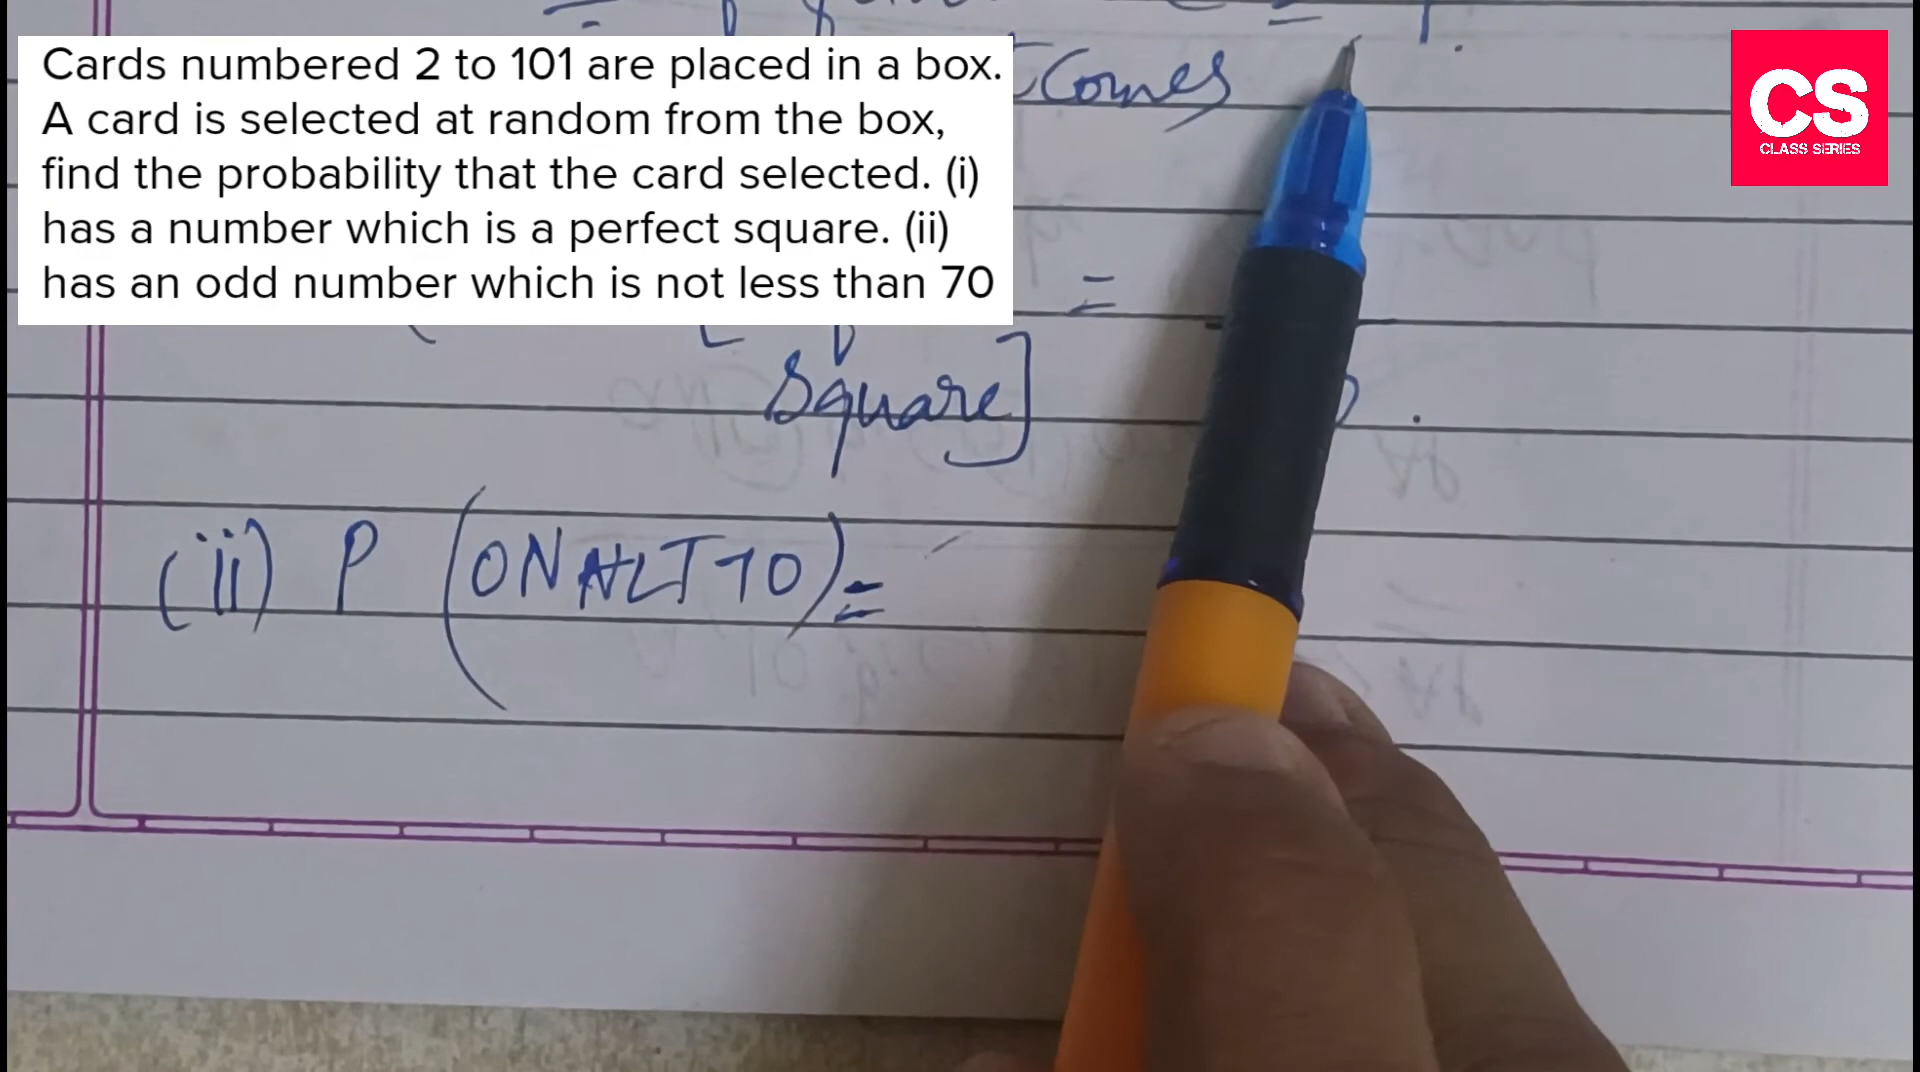 Cards numbered 2 to 101 are placed in a box.
A card is selected at random from the box,
find the probability that the card selected. (i)
has a number which is a perfect square. (ii)
has an odd number which is not less than 70
CS
CLASS SERIES
comes
=
square]
(ii) P (ONNLT70)=